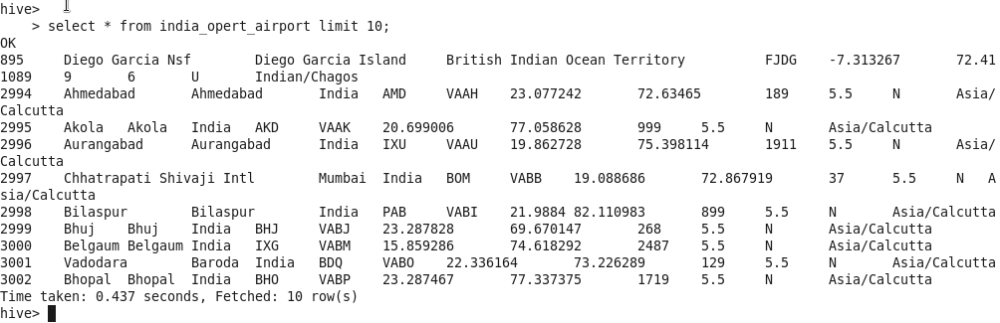 hive>
    > select * from india_opert_airport limit 10;
OK
895	Diego Garcia Nsf	Diego Garcia Island	British Indian Ocean Territory	FJDG	-7.313267	72.41
1089	9	6	U	Indian/Chagos
2994	Ahmedabad	Ahmedabad	India	AMD	VAAH	23.077242	72.63465	189	5.5	N	Asia/
Calcutta
2995	Akola	Akola	India	AKD	VAAK	20.699006	77.058628	999	5.5	N	Asia/Calcutta
2996	Aurangabad	Aurangabad	India	IXU	VAAU	19.862728	75.398114	1911	5.5	N	Asia/
Calcutta
2997	Chhatrapati Shivaji Intl	Mumbai	India	BOM	VABB	19.088686	72.867919	37	5.5	N	A
sia/Calcutta
2998	Bilaspur	Bilaspur	India	PAB	VABI	21.9884	82.110983	899	5.5	N	Asia/Calcutta
2999	Bhuj	Bhuj	India	BHJ	VABJ	23.287828	69.670147	268	5.5	N	Asia/Calcutta
3000	Belgaum	Belgaum	India	IXG	VABM	15.859286	74.618292	2487	5.5	N	Asia/Calcutta
3001	Vadodara	Baroda	India	BDQ	VABO	22.336164	73.226289	129	5.5	N	Asia/Calcutta
3002	Bhopal	Bhopal	India	BHO	VABP	23.287467	77.337375	1719	5.5	N	Asia/Calcutta
Time taken: 0.437 seconds, Fetched: 10 row(s)
hive>